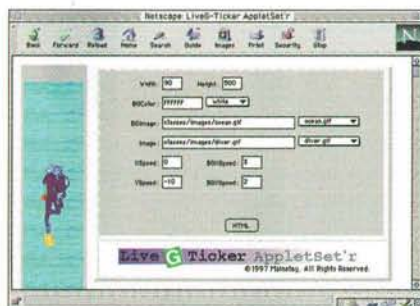 Netscape: LiveG-Ticker AppletSet'r
Back Forward Reload Home Search Guide Images Print Security Stop
N
Width: 90 Height: 500
BGColor: ffffff white
BGImage: classes/images/ocean.gif ocean.gif
Image: classes/images/diver.gif diver.gif
XSpeed: 0 BGXSpeed: 3
YSpeed: -10 BGYSpeed: 2
HTML
Live G Ticker AppletSet'r
©1997 Mainstay. All Rights Reserved.